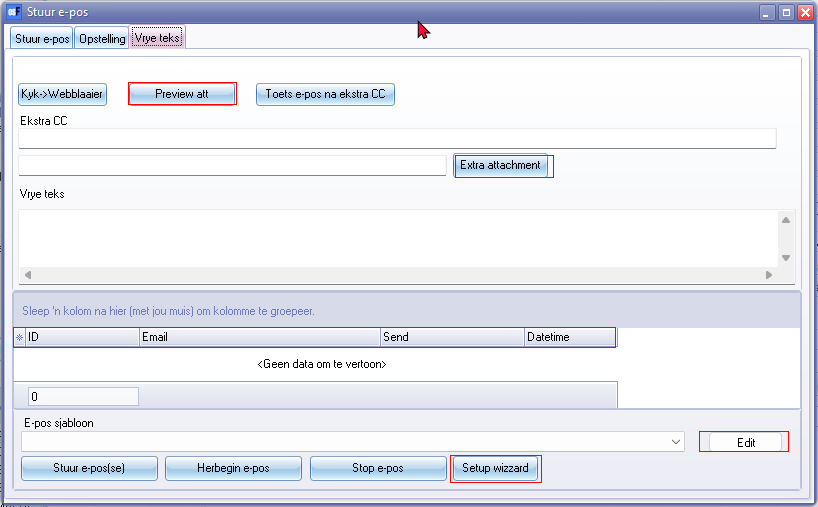 Stuur e-pos
Stuur e-pos Opstelling Vrye teks
Kyk->Webblaaier Preview att Toets e-pos na ekstra CC
Ekstra CC
Extra attachment
Vrye teks
Sleep 'n kolom na hier (met jou muis) om kolomme te groepeer.
ID Email Send Datetime
<Geen data om te vertoon>
0
E-pos sjabloon
Edit
Stuur e-pos(se) Herbegin e-pos Stop e-pos Setup wizzard